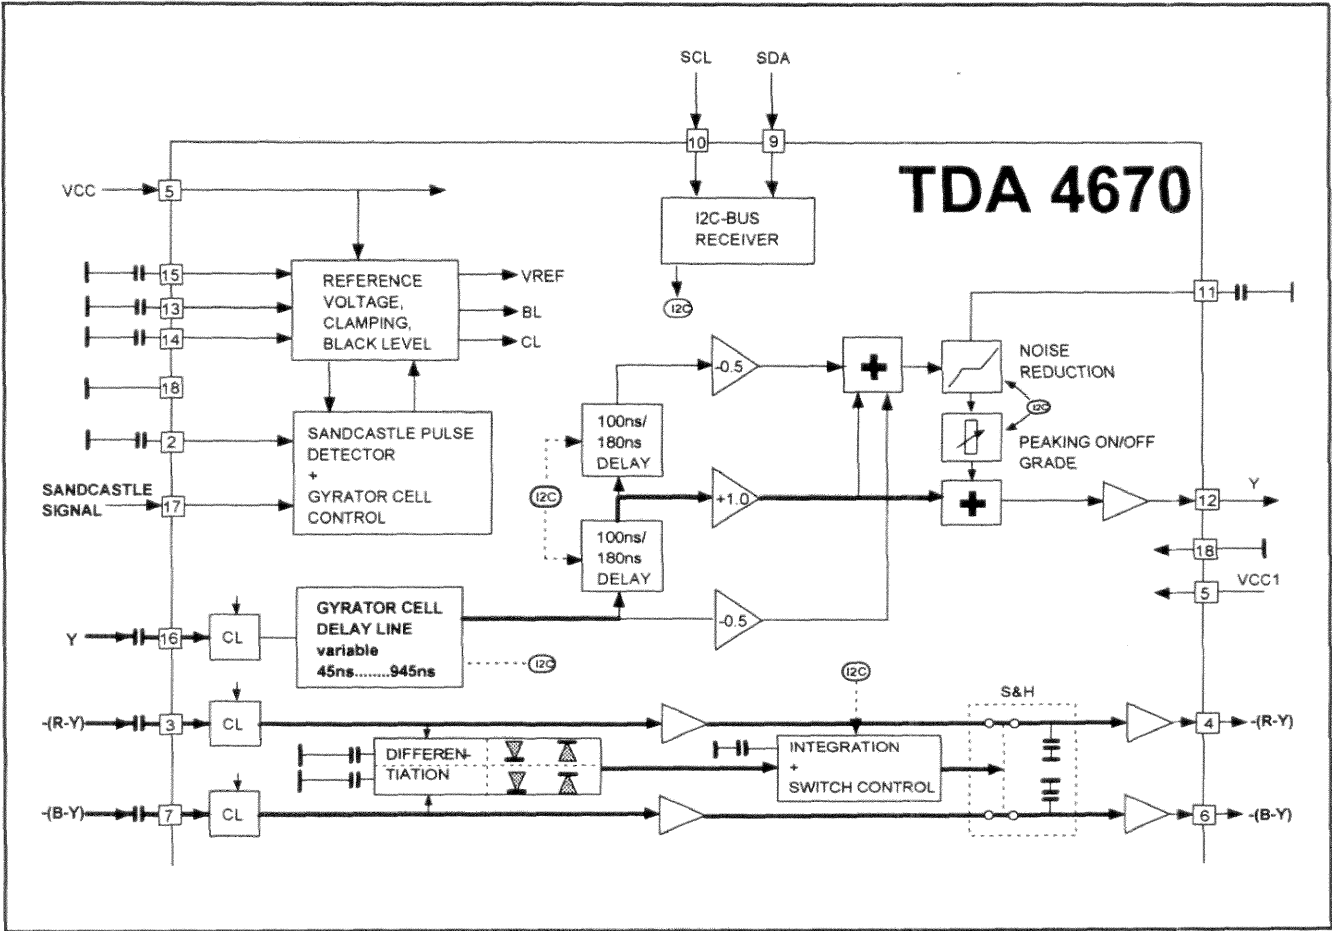 SCL SDA
10 9
TDA 4670
VCC 5
I2C-BUS
RECEIVER
I2C
15
13
14
18
2
REFERENCE
VOLTAGE,
CLAMPING,
BLACK LEVEL
VREF
BL
CL
11
-0.5
NOISE
REDUCTION
I2C
PEAKING ON/OFF
GRADE
SANDCASTLE PULSE
DETECTOR
+
GYRATOR CELL
CONTROL
SANDCASTLE
SIGNAL
17
100ns/
180ns
DELAY
I2C
+1.0
100ns/
180ns
DELAY
12
Y
18
VCC1
5
Y
16
CL
GYRATOR CELL
DELAY LINE
variable
45ns........945ns
I2C
-0.5
I2C
S&H
-(R-Y)
3
CL
4
-(R-Y)
DIFFEREN-
TIATION
INTEGRATION
+
SWITCH CONTROL
-(B-Y)
7
CL
6
-(B-Y)